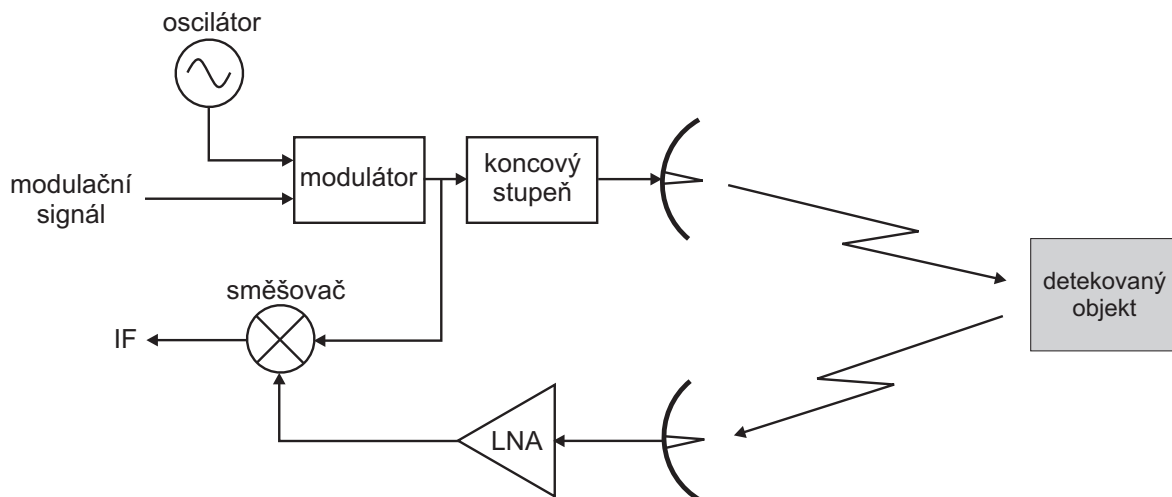 oscilátor
modulační
signál
modulátor
koncový
stupeň
směšovač
IF
LNA
detekovaný
objekt